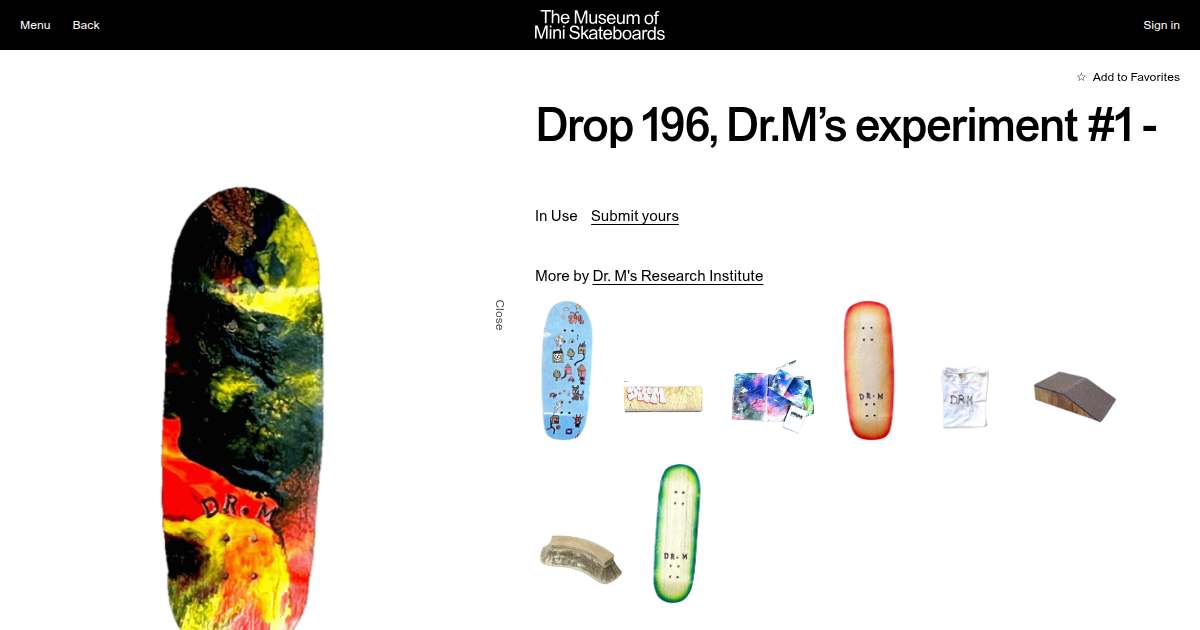 Menu Back
The Museum of
Mini Skateboards
Sign in
☆ Add to Favorites
Drop 196, Dr.M’s experiment #1 -
In Use Submit yours
More by Dr. M's Research Institute
Close
DR.M
DR.M
DRM
DR.M